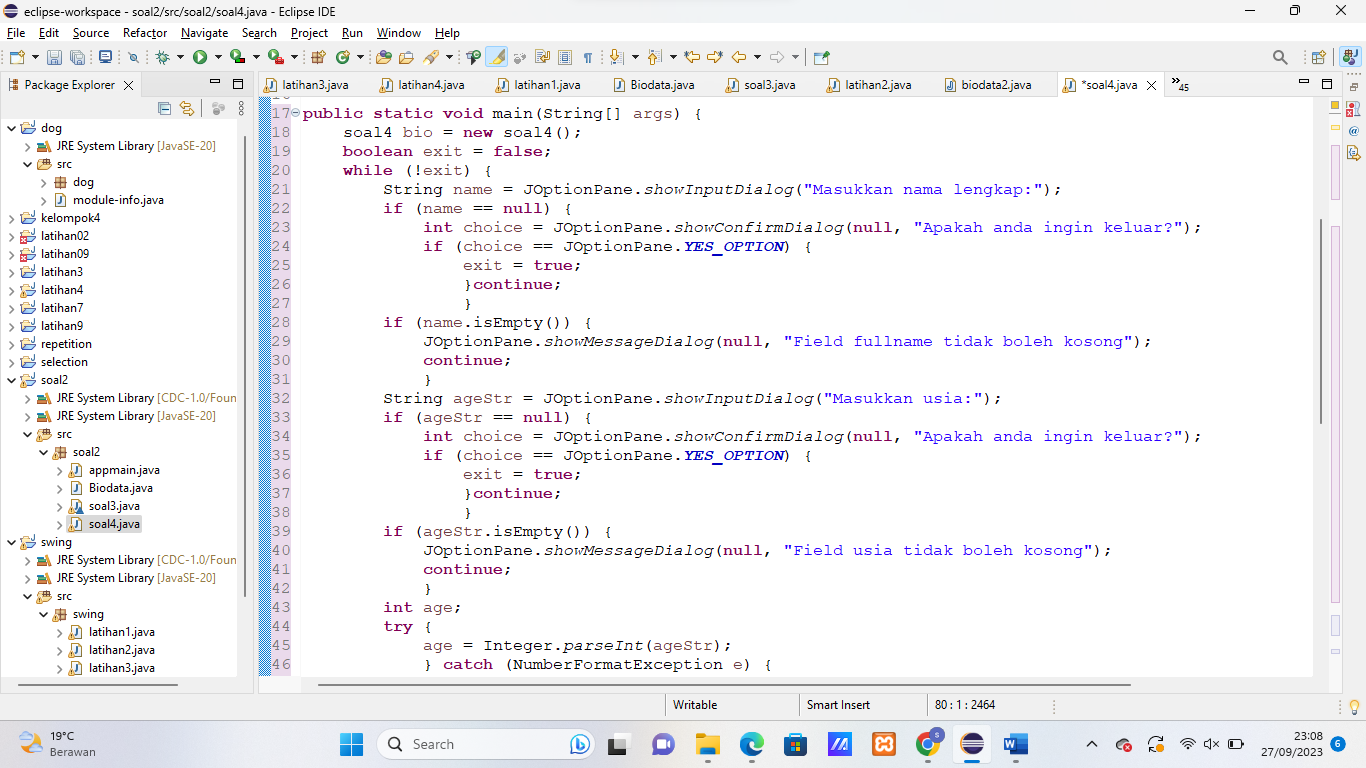 eclipse-workspace - soal2/src/soal2/soal4.java - Eclipse IDE
File Edit Source Refactor Navigate Search Project Run Window Help
Package Explorer
latihan3.java latihan4.java latihan1.java Biodata.java soal3.java latihan2.java biodata2.java *soal4.java »45
dog
JRE System Library [JavaSE-20]
src
dog
module-info.java
kelompok4
latihan02
latihan09
latihan3
latihan4
latihan7
latihan9
repetition
selection
soal2
JRE System Library [CDC-1.0/Foun
JRE System Library [JavaSE-20]
src
soal2
appmain.java
Biodata.java
soal3.java
soal4.java
swing
JRE System Library [CDC-1.0/Foun
JRE System Library [JavaSE-20]
src
swing
latihan1.java
latihan2.java
latihan3.java
17 public static void main(String[] args) {
18 soal4 bio = new soal4();
19 boolean exit = false;
20 while (!exit) {
21 String name = JOptionPane.showInputDialog("Masukkan nama lengkap:");
22 if (name == null) {
23 int choice = JOptionPane.showConfirmDialog(null, "Apakah anda ingin keluar?");
24 if (choice == JOptionPane.YES_OPTION) {
25 exit = true;
26 }continue;
27 }
28 if (name.isEmpty()) {
29 JOptionPane.showMessageDialog(null, "Field fullname tidak boleh kosong");
30 continue;
31 }
32 String ageStr = JOptionPane.showInputDialog("Masukkan usia:");
33 if (ageStr == null) {
34 int choice = JOptionPane.showConfirmDialog(null, "Apakah anda ingin keluar?");
35 if (choice == JOptionPane.YES_OPTION) {
36 exit = true;
37 }continue;
38 }
39 if (ageStr.isEmpty()) {
40 JOptionPane.showMessageDialog(null, "Field usia tidak boleh kosong");
41 continue;
42 }
43 int age;
44 try {
45 age = Integer.parseInt(ageStr);
46 } catch (NumberFormatException e) {
Writable Smart Insert 80 : 1 : 2464
19°C
Berawan
Search
23:08
27/09/2023
6